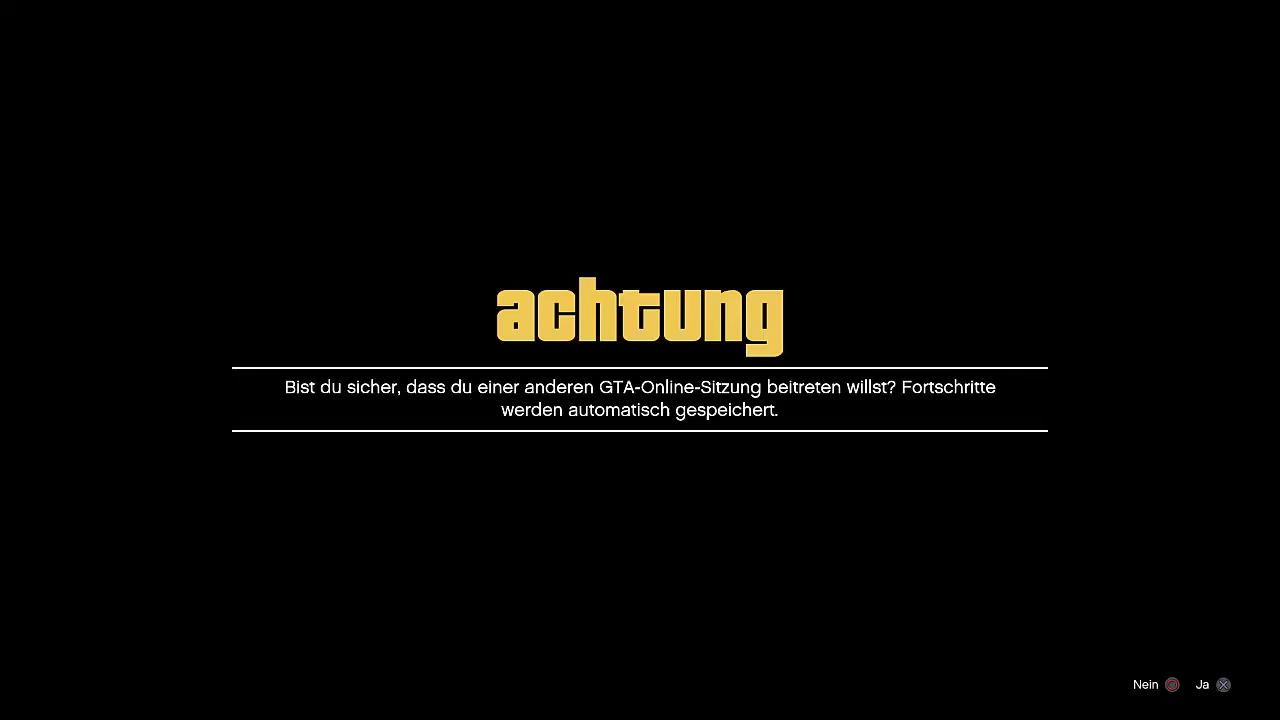 achtung
Bist du sicher, dass du einer anderen GTA-Online-Sitzung beitreten willst? Fortschritte
werden automatisch gespeichert.
Nein Ja